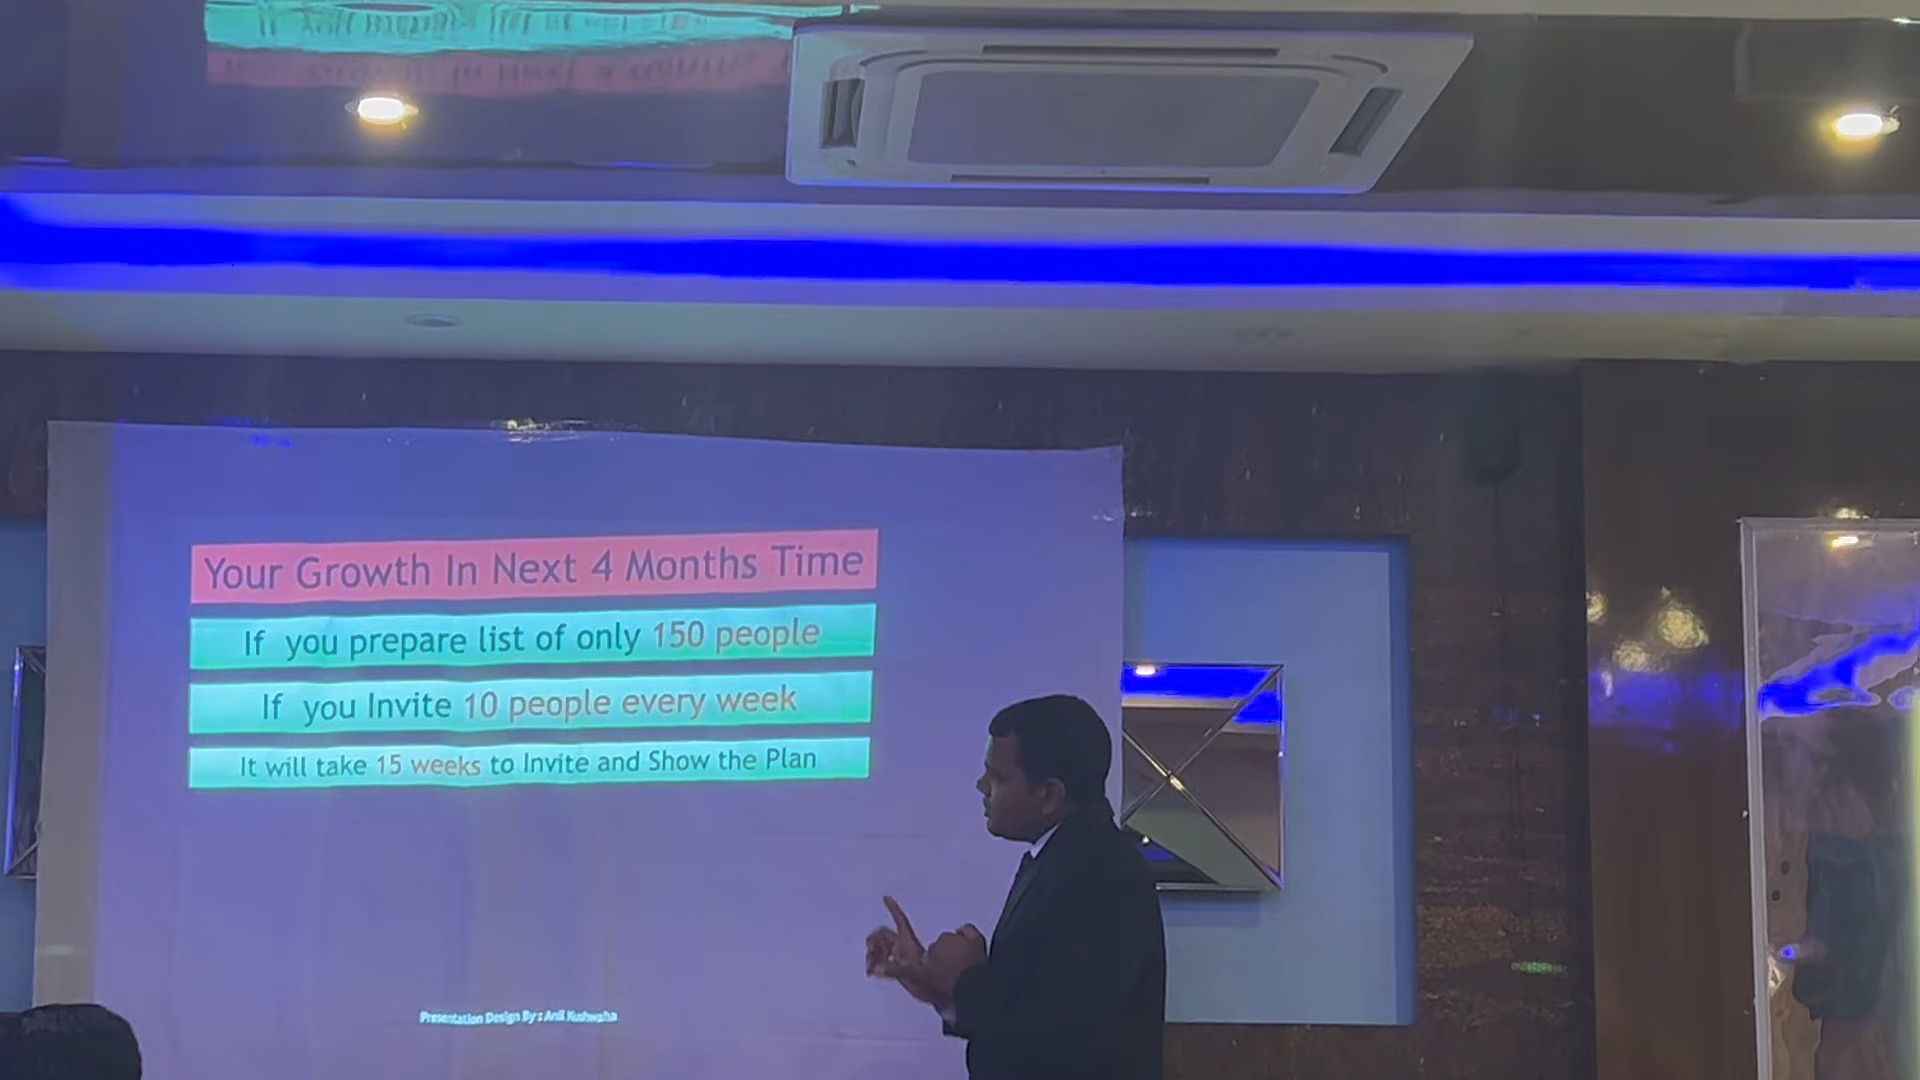 Your Growth In Next 4 Months Time
If you prepare list of only 150 people
If you Invite 10 people every week
It will take 15 weeks to Invite and Show the Plan
Presentation Design By : Anil Kushwaha